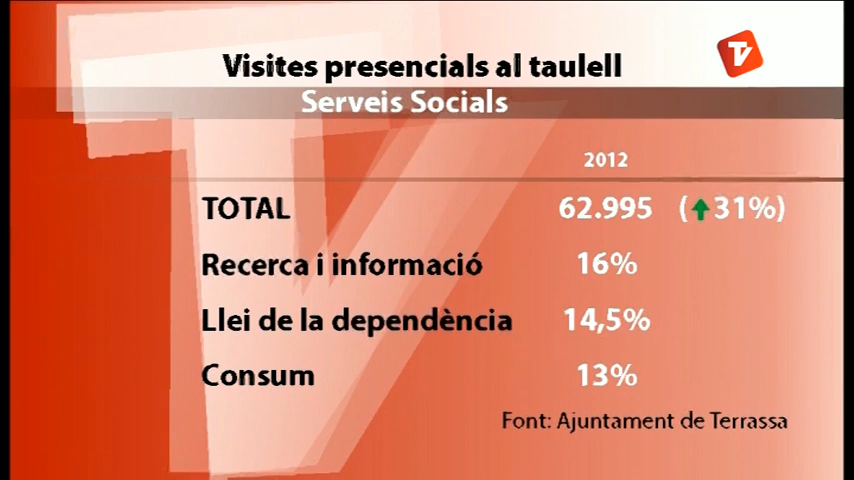 Visites presencials al taulell
TV
Serveis Socials
2012
TOTAL 62.995 (↑31%)
Recerca i informació 16%
Llei de la dependència 14,5%
Consum 13%
Font: Ajuntament de Terrassa